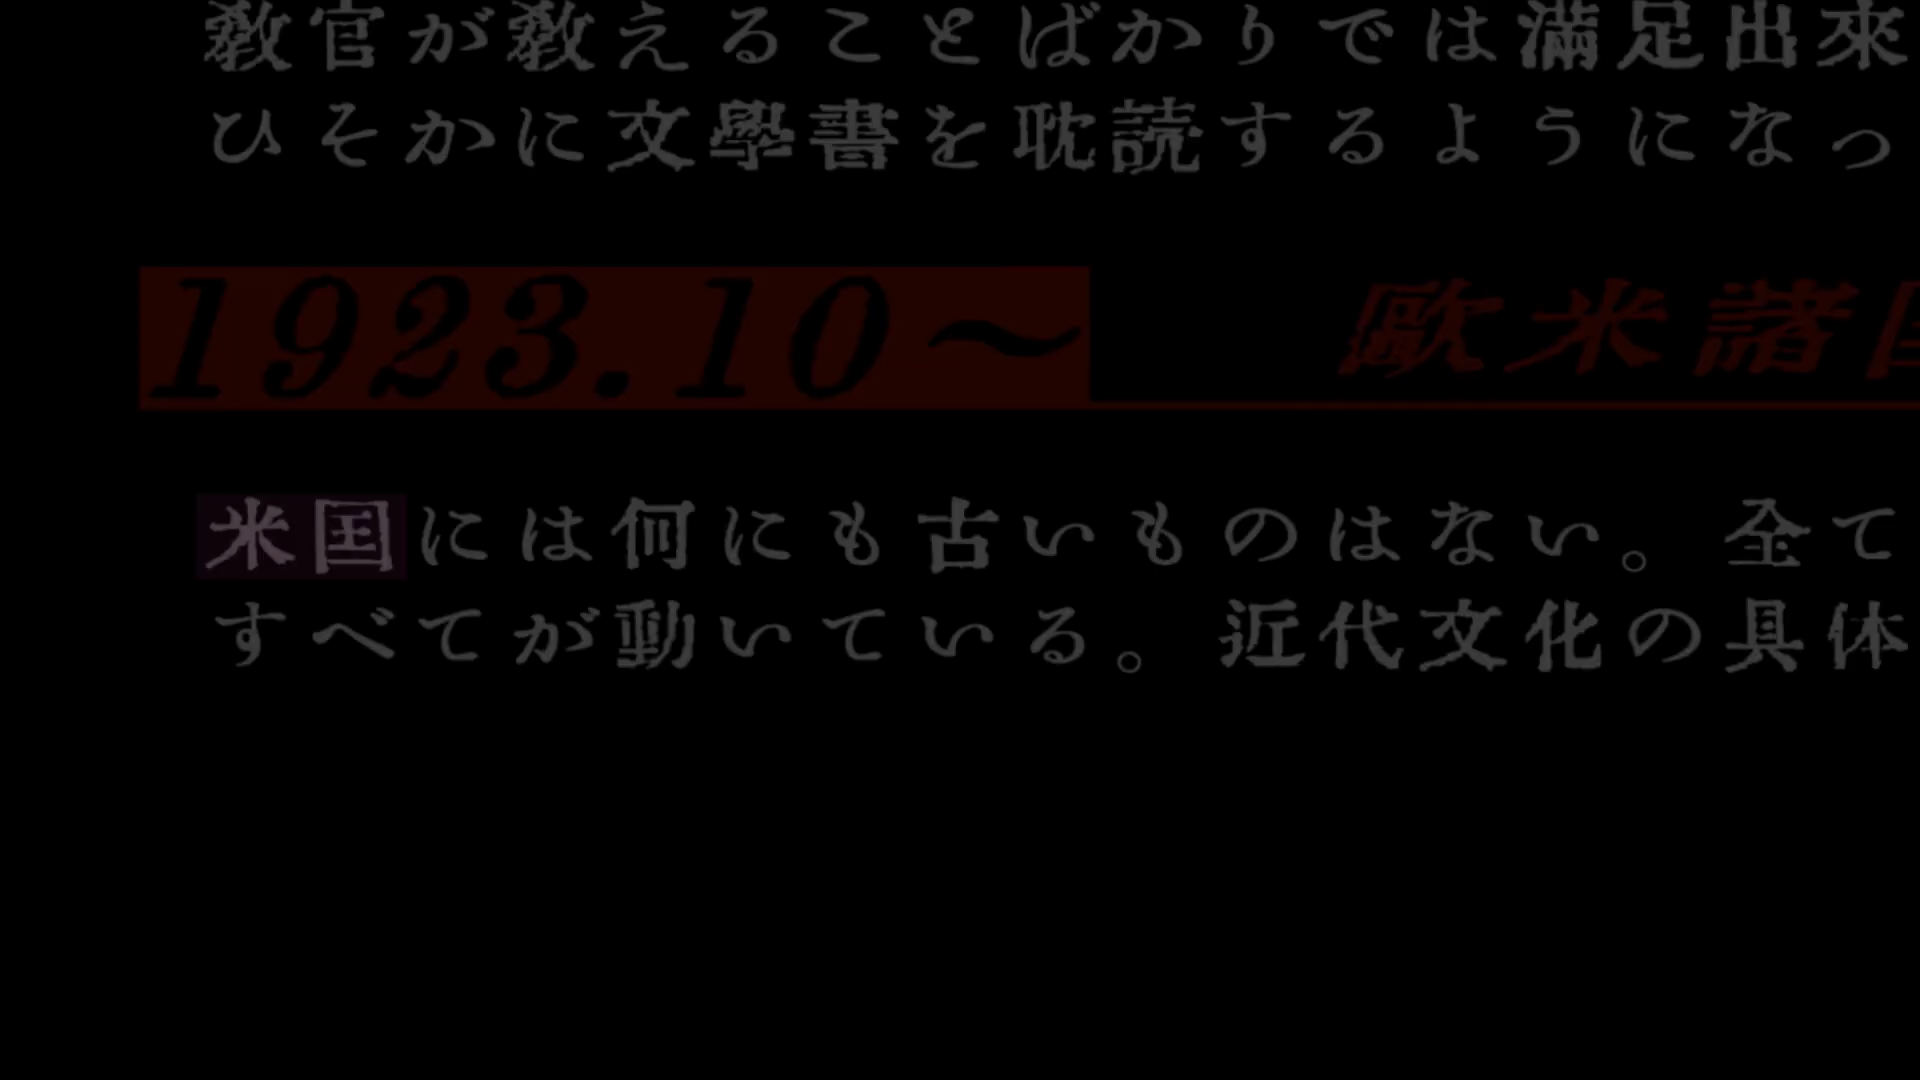 教官が教えることばかりでは滿足出來
ひそかに文學書を耽読するようになっ
1923.10〜 歐米諸国
米国には何にも古いものはない。全て
すべてが動いている。近代文化の具体